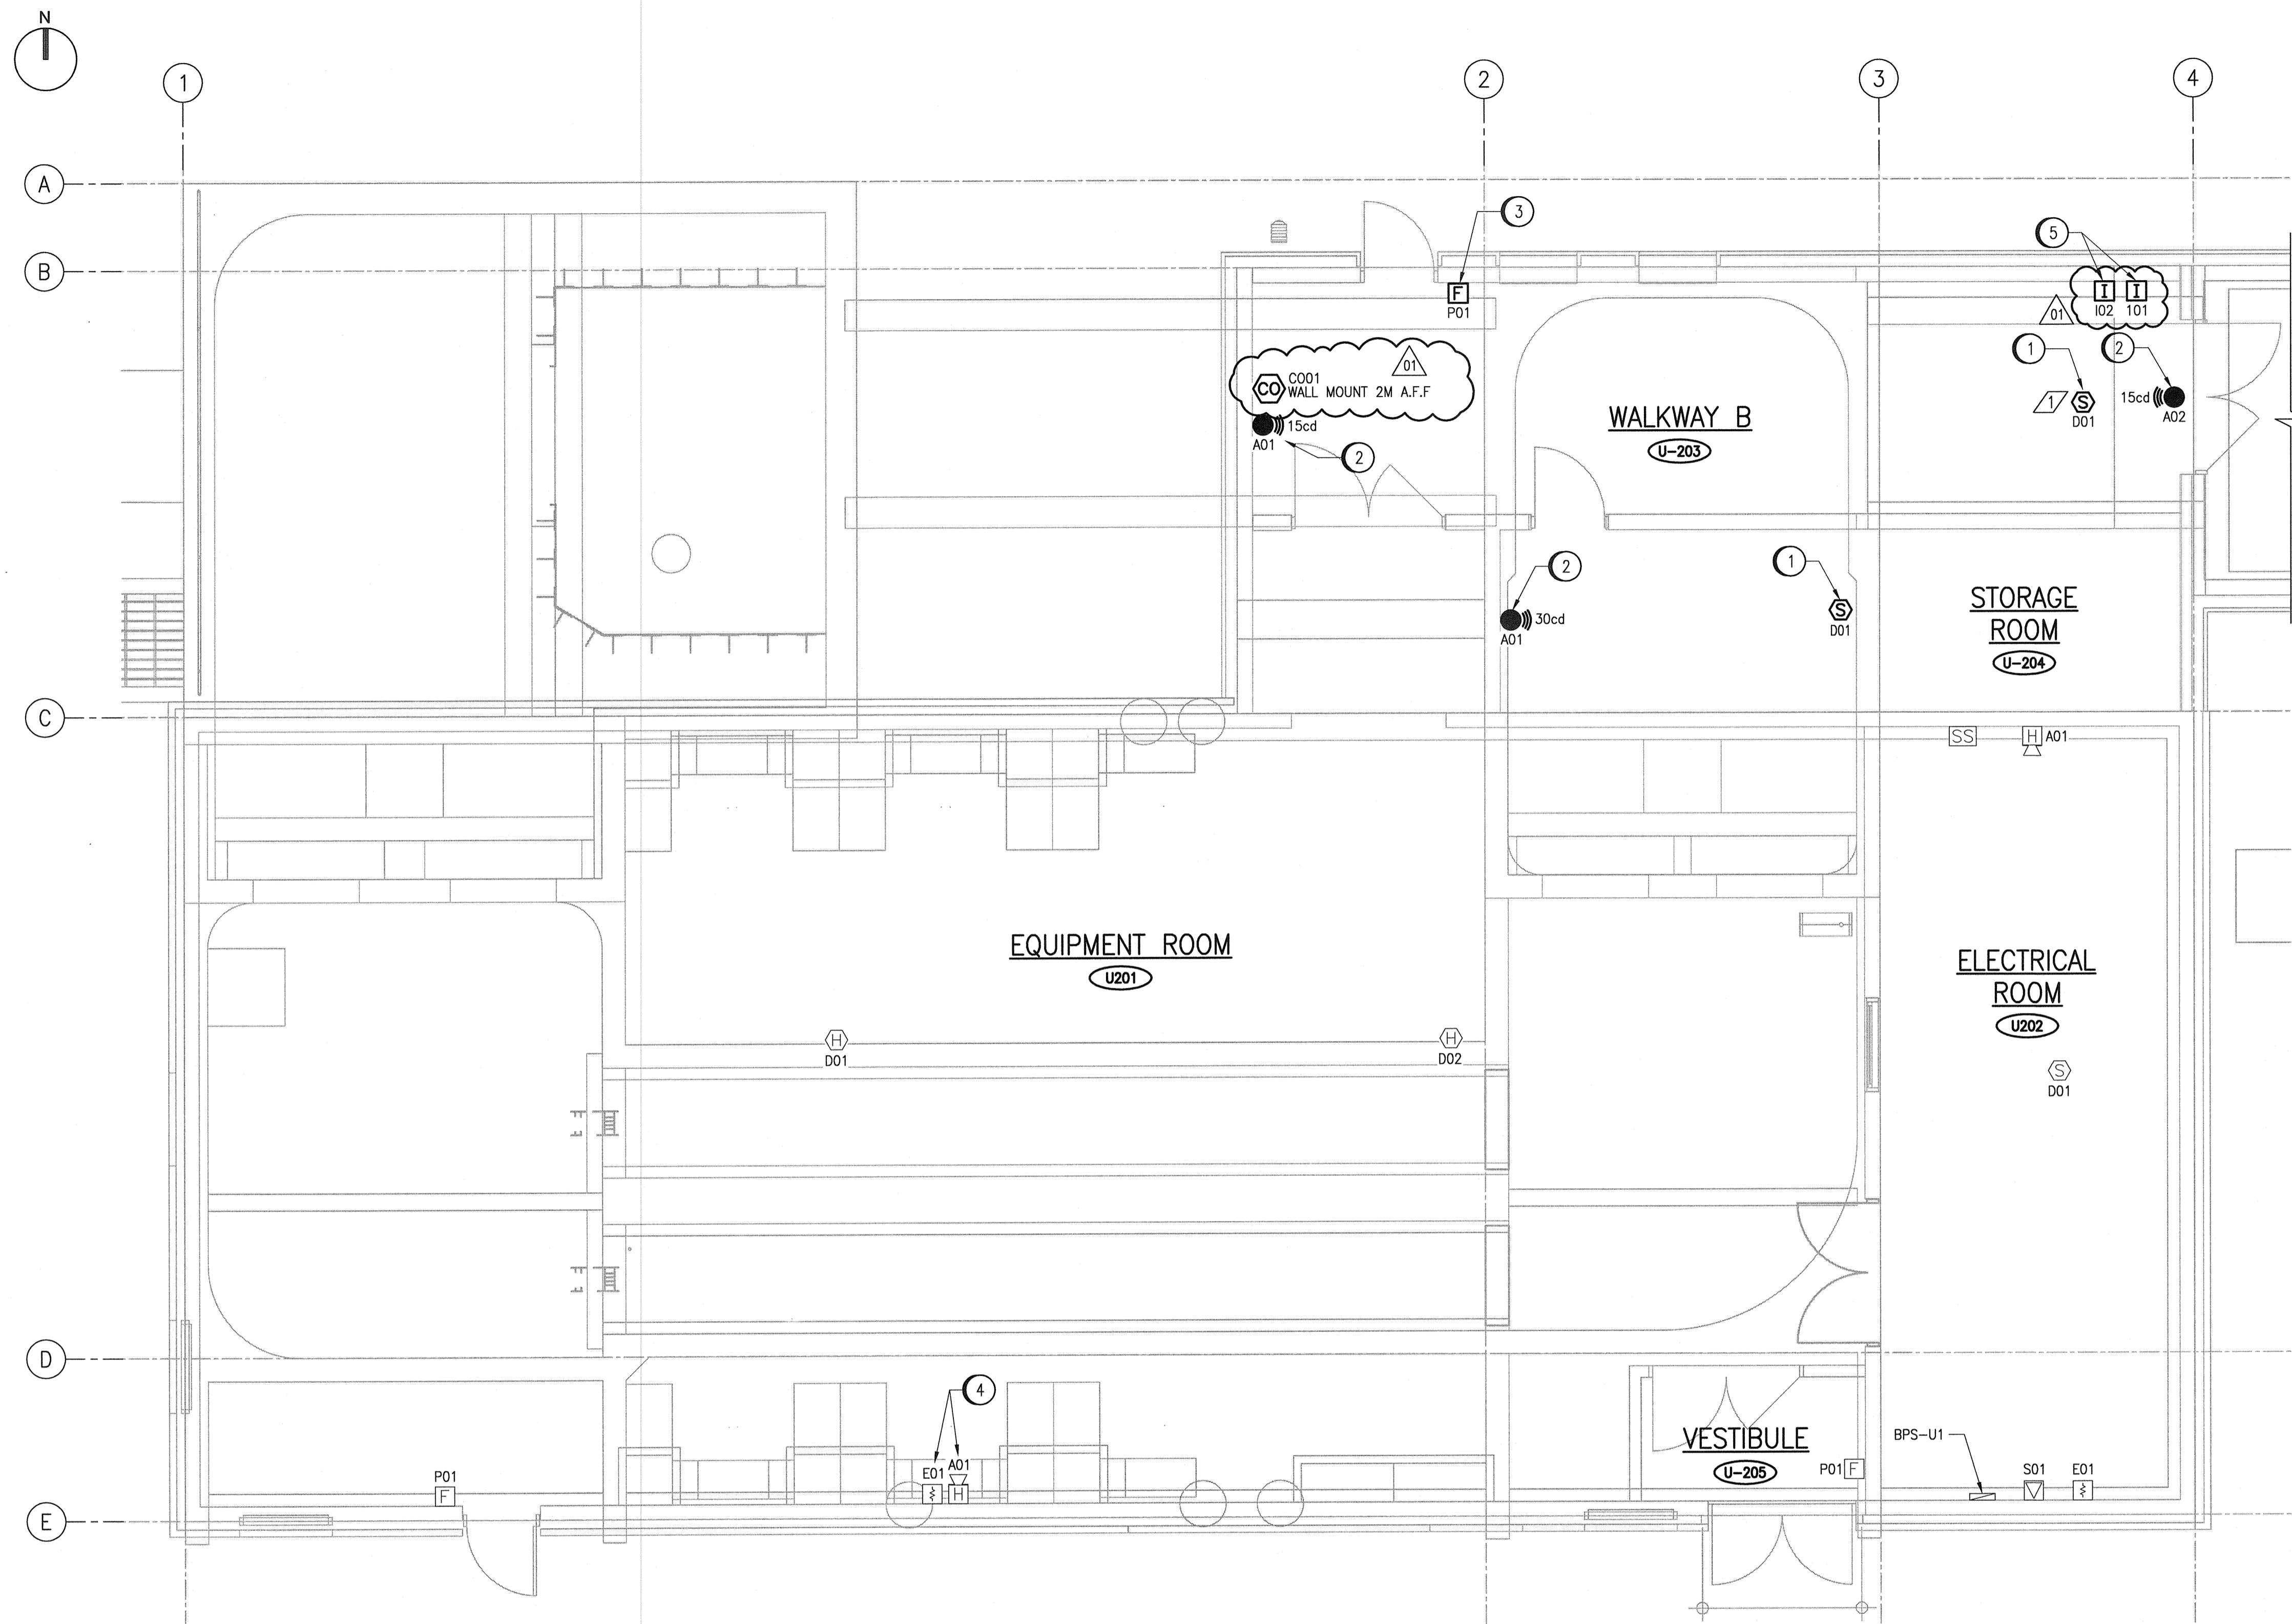 N
1
2
3
4
A
3
B
5
F
P01
I
I
I02
101
01
01
1
2
CO
CO01
WALL MOUNT 2M A.F.F
1
S
D01
15cd
A02
WALKWAY B
U-203
15cd
A01
2
2
1
30cd
A01
S
D01
STORAGE
ROOM
U-204
C
SS
H
A01
EQUIPMENT ROOM
U201
ELECTRICAL
ROOM
U202
H
D01
H
D02
S
D01
D
4
VESTIBULE
U-205
BPS-U1
P01
F
E01
A01
H
P01 F
S01
E01
E